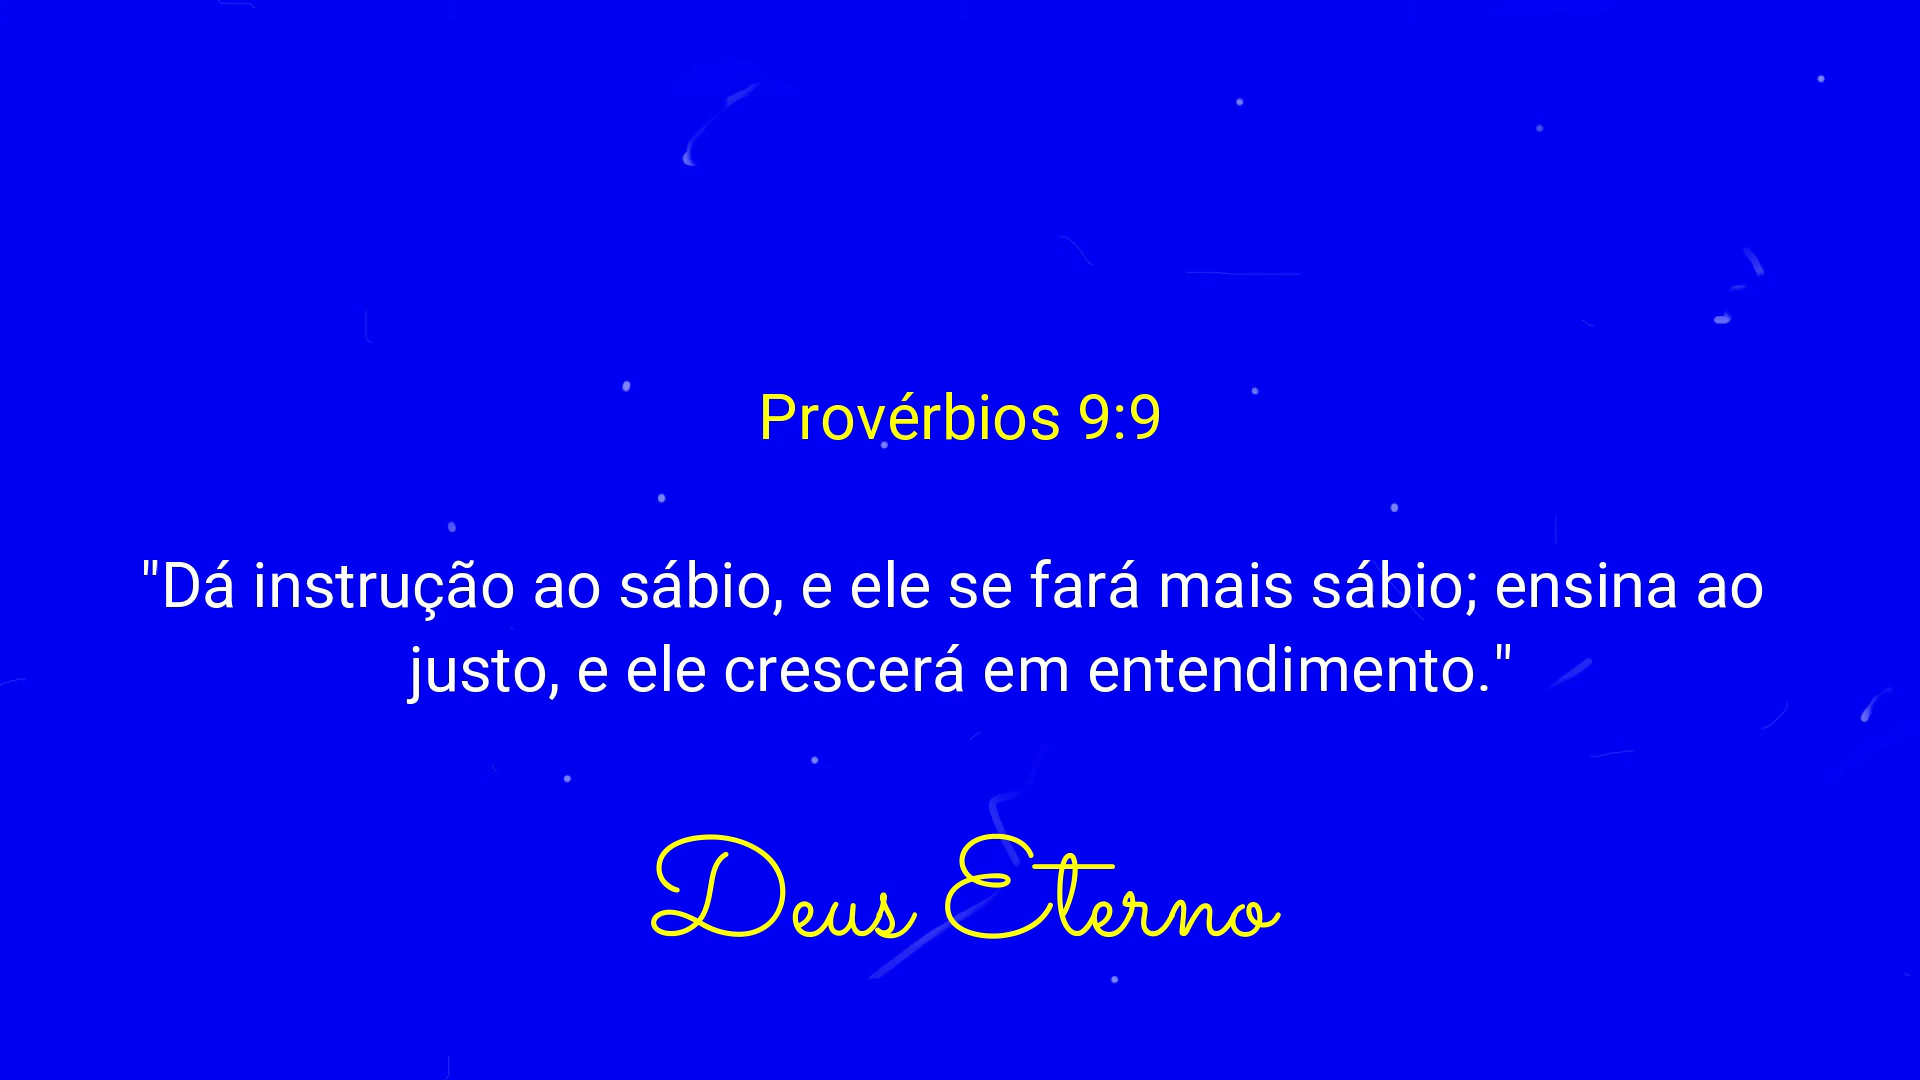 Provérbios 9:9
"Dá instrução ao sábio, e ele se fará mais sábio; ensina ao
justo, e ele crescerá em entendimento."
Deus Eterno